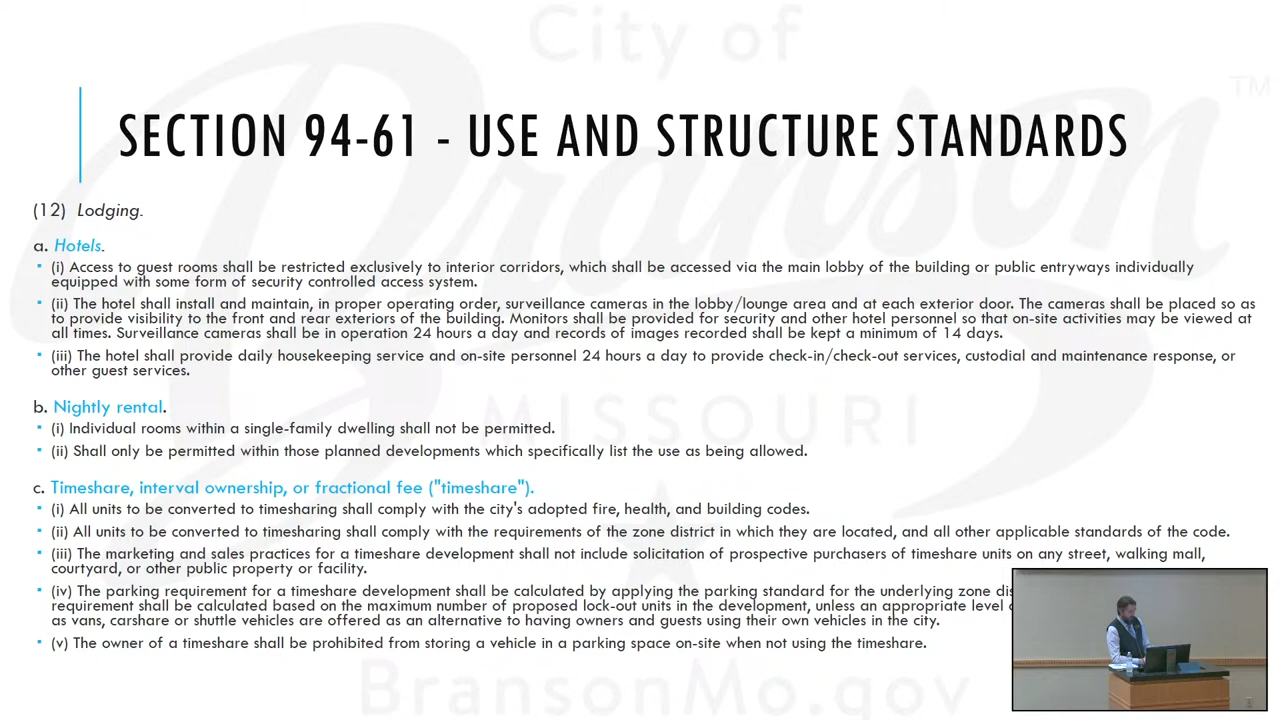 City of
Branson™
SECTION 94-61 - USE AND STRUCTURE STANDARDS
(12) Lodging.
a. Hotels.
(i) Access to guest rooms shall be restricted exclusively to interior corridors, which shall be accessed via the main lobby of the building or public entryways individually
equipped with some form of security controlled access system.
(ii) The hotel shall install and maintain, in proper operating order, surveillance cameras in the lobby/lounge area and at each exterior door. The cameras shall be placed so as
to provide visibility to the front and rear exteriors of the building. Monitors shall be provided for security and other hotel personnel so that on-site activities may be viewed at
all times. Surveillance cameras shall be in operation 24 hours a day and records of images recorded shall be kept a minimum of 14 days.
(iii) The hotel shall provide daily housekeeping service and on-site personnel 24 hours a day to provide check-in/check-out services, custodial and maintenance response, or
other guest services.
b. Nightly rental.
MISSOURI
(i) Individual rooms within a single-family dwelling shall not be permitted.
(ii) Shall only be permitted within those planned developments which specifically list the use as being allowed.
c. Timeshare, interval ownership, or fractional fee ("timeshare").
(i) All units to be converted to timesharing shall comply with the city's adopted fire, health, and building codes.
(ii) All units to be converted to timesharing shall comply with the requirements of the zone district in which they are located, and all other applicable standards of the code.
(iii) The marketing and sales practices for a timeshare development shall not include solicitation of prospective purchasers of timeshare units on any street, walking mall,
courtyard, or other public property or facility.
(iv) The parking requirement for a timeshare development shall be calculated by applying the parking standard for the underlying zone
requirement shall be calculated based on the maximum number of proposed lock-out units in the development, unless an appropriate level
as vans, carshare or shuttle vehicles are offered as an alternative to having owners and guests using their own vehicles in the city.
(v) The owner of a timeshare shall be prohibited from storing a vehicle in a parking space on-site when not using the timeshare.
BransonMo.gov